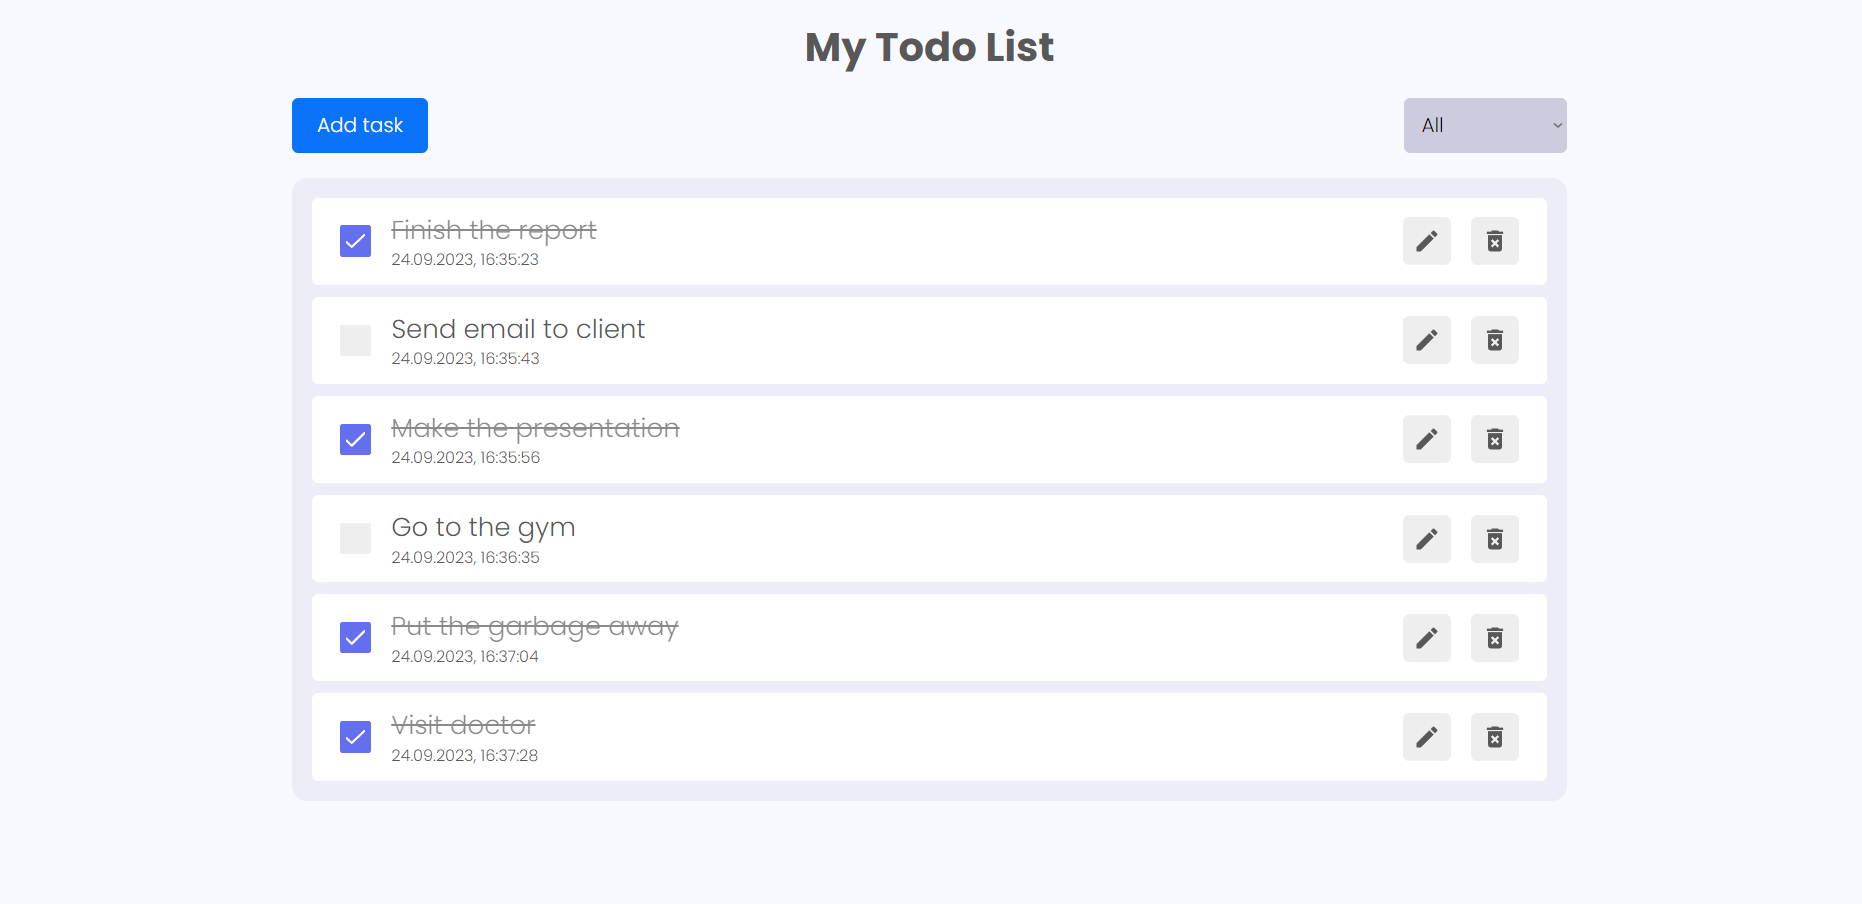 My Todo List
Add task
All
Finish the report
24.09.2023, 16:35:23
Send email to client
24.09.2023, 16:35:43
Make the presentation
24.09.2023, 16:35:56
Go to the gym
24.09.2023, 16:36:35
Put the garbage away
24.09.2023, 16:37:04
Visit doctor
24.09.2023, 16:37:28